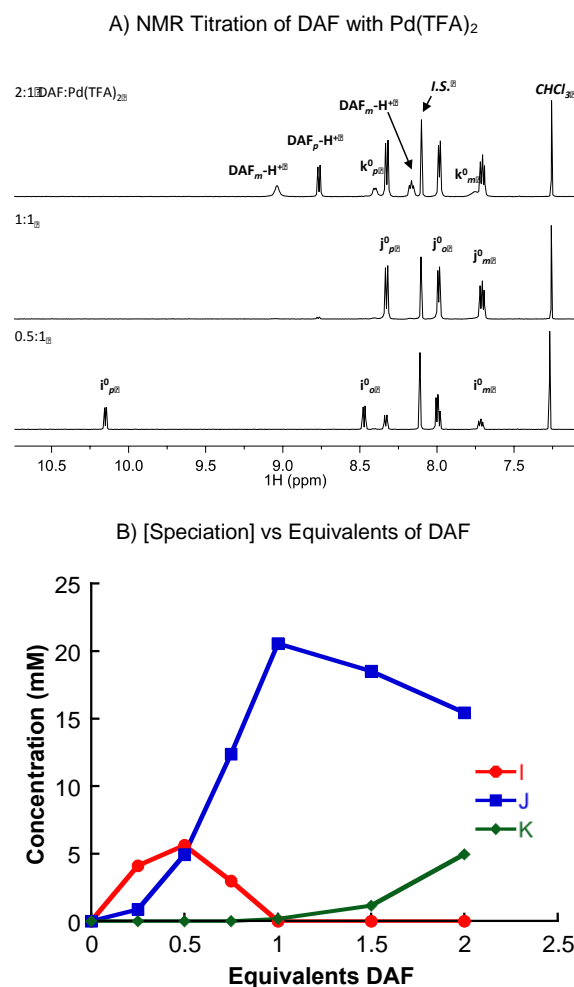 A) NMR Titration of DAF with Pd(TFA)₂
2:1 DAF:Pd(TFA)₂
DAFₘ-H⁺
DAFₚ-H⁺
k⁰ₚ
DAFₘ-H⁺
I.S.
k⁰ₘ
CHCl₃
1:1
j⁰ₚ
j⁰ₒ
j⁰ₘ
0.5:1
i⁰ₚ
i⁰ₒ
i⁰ₘ
10.5 10.0 9.5 9.0 8.5 8.0 7.5
1H (ppm)
B) [Speciation] vs Equivalents of DAF
Concentration (mM)
25
20
15
10
5
0
I
J
K
0 0.5 1 1.5 2 2.5
Equivalents DAF